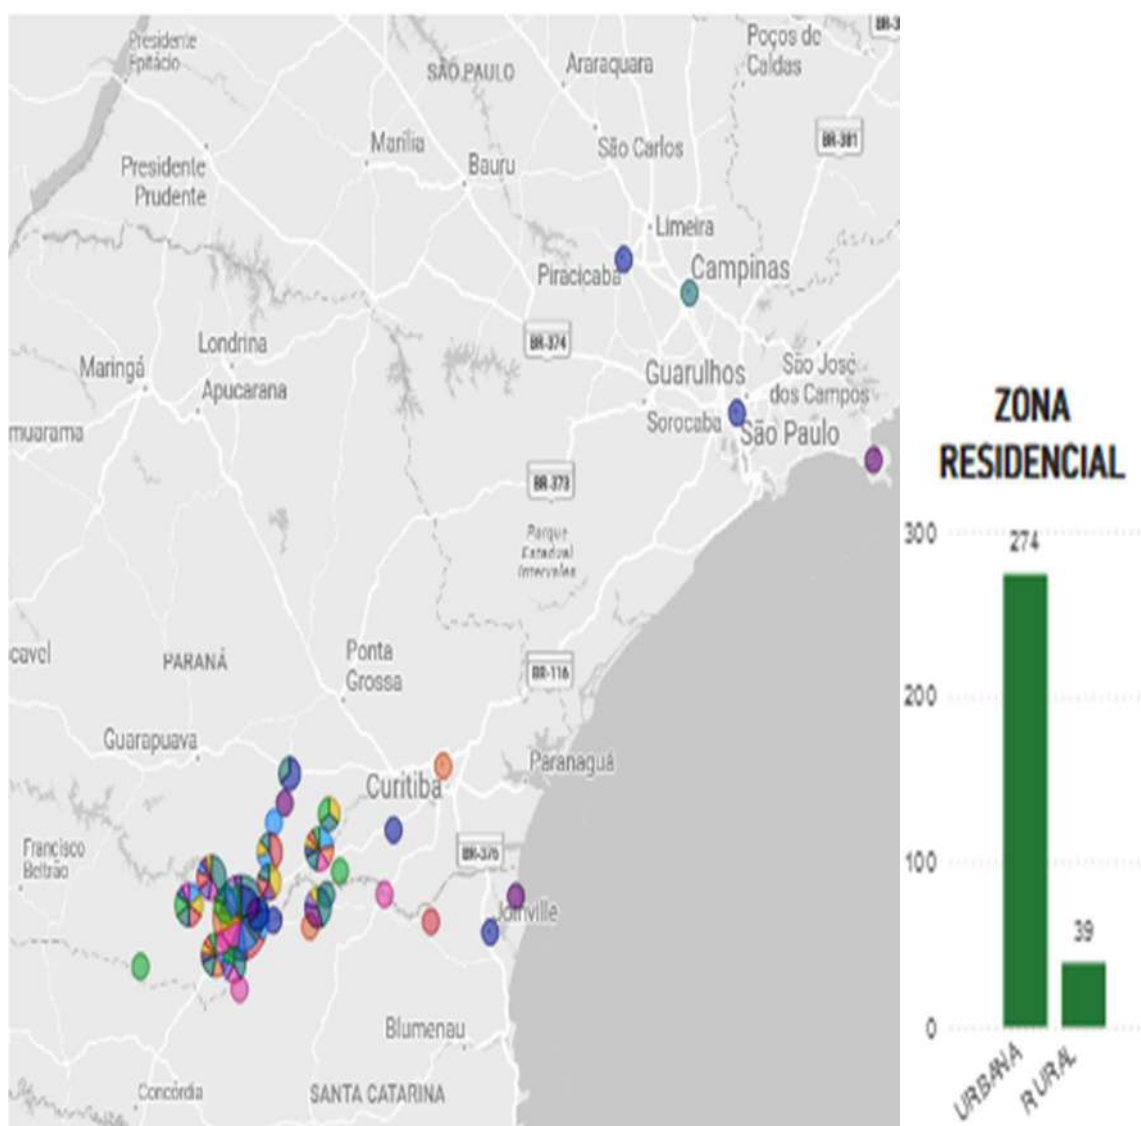 BR-3
Presidente
Epitácio
Poços de
Caldas
SÃO PAULO
Araraquara
BR-381
Marília
São Carlos
Bauru
Presidente
Prudente
Limeira
Piracicaba
Campinas
BR-374
Londrina
Maringá
Apucarana
Guarulhos
São José
dos Campos
Sorocaba
São Paulo
muarama
BR-373
Parque
Estadual
Intervales
cavel
PARANÁ
Ponta
Grossa
BR-116
Guarapuava
Paranaguá
Curitiba
Francisco
Beltrão
BR-376
Joinville
Blumenau
Concórdia
SANTA CATARINA
ZONA
RESIDENCIAL
300
274
200
100
39
0
URBANA
RURAL